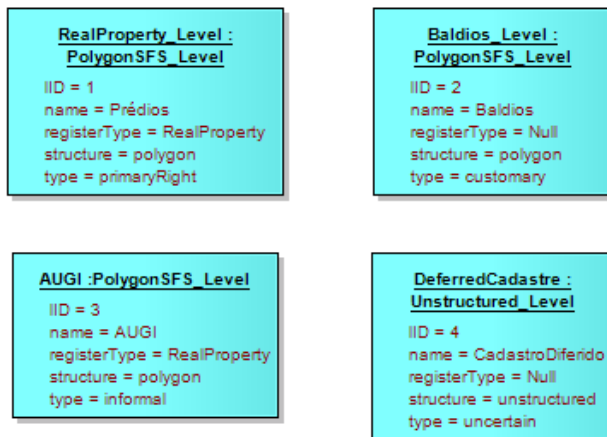 RealProperty_Level :
PolygonSFS_Level
lID = 1
name = Prédios
registerType = RealProperty
structure = polygon
type = primaryRight
Baldios_Level :
PolygonSFS_Level
lID = 2
name = Baldios
registerType = Null
structure = polygon
type = customary
AUGI :PolygonSFS_Level
lID = 3
name = AUGI
registerType = RealProperty
structure = polygon
type = informal
DeferredCadastre :
Unstructured_Level
lID = 4
name = CadastroDiferido
registerType = Null
structure = unstructured
type = uncertain